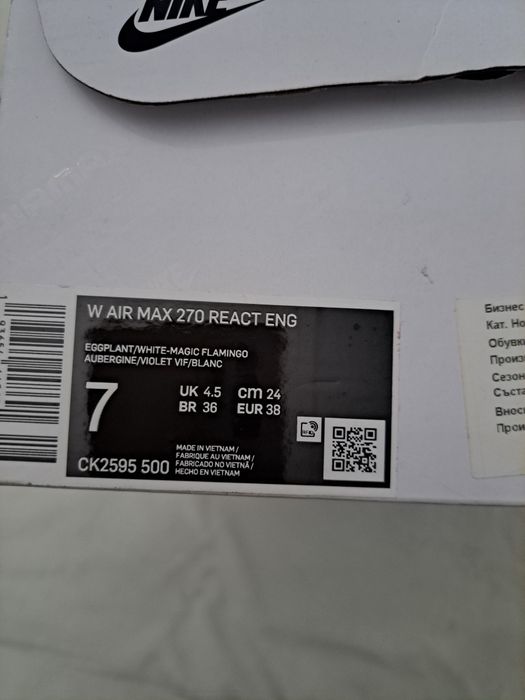 NIKE
W AIR MAX 270 REACT ENG
EGGPLANT/WHITE-MAGIC FLAMINGO
AUBERGINE/VIOLET VIF/BLANC
7
UK 4.5 cm 24
BR 36 EUR 38
CK2595 500
MADE IN VIETNAM /
FABRIQUE AU VIETNAM /
FABRICADO NO VIETNÃ /
HECHO EN VIETNAM
Бизнес
Кат. Но
Обувк
Произ
Сезон
Съста
Внос
Прои